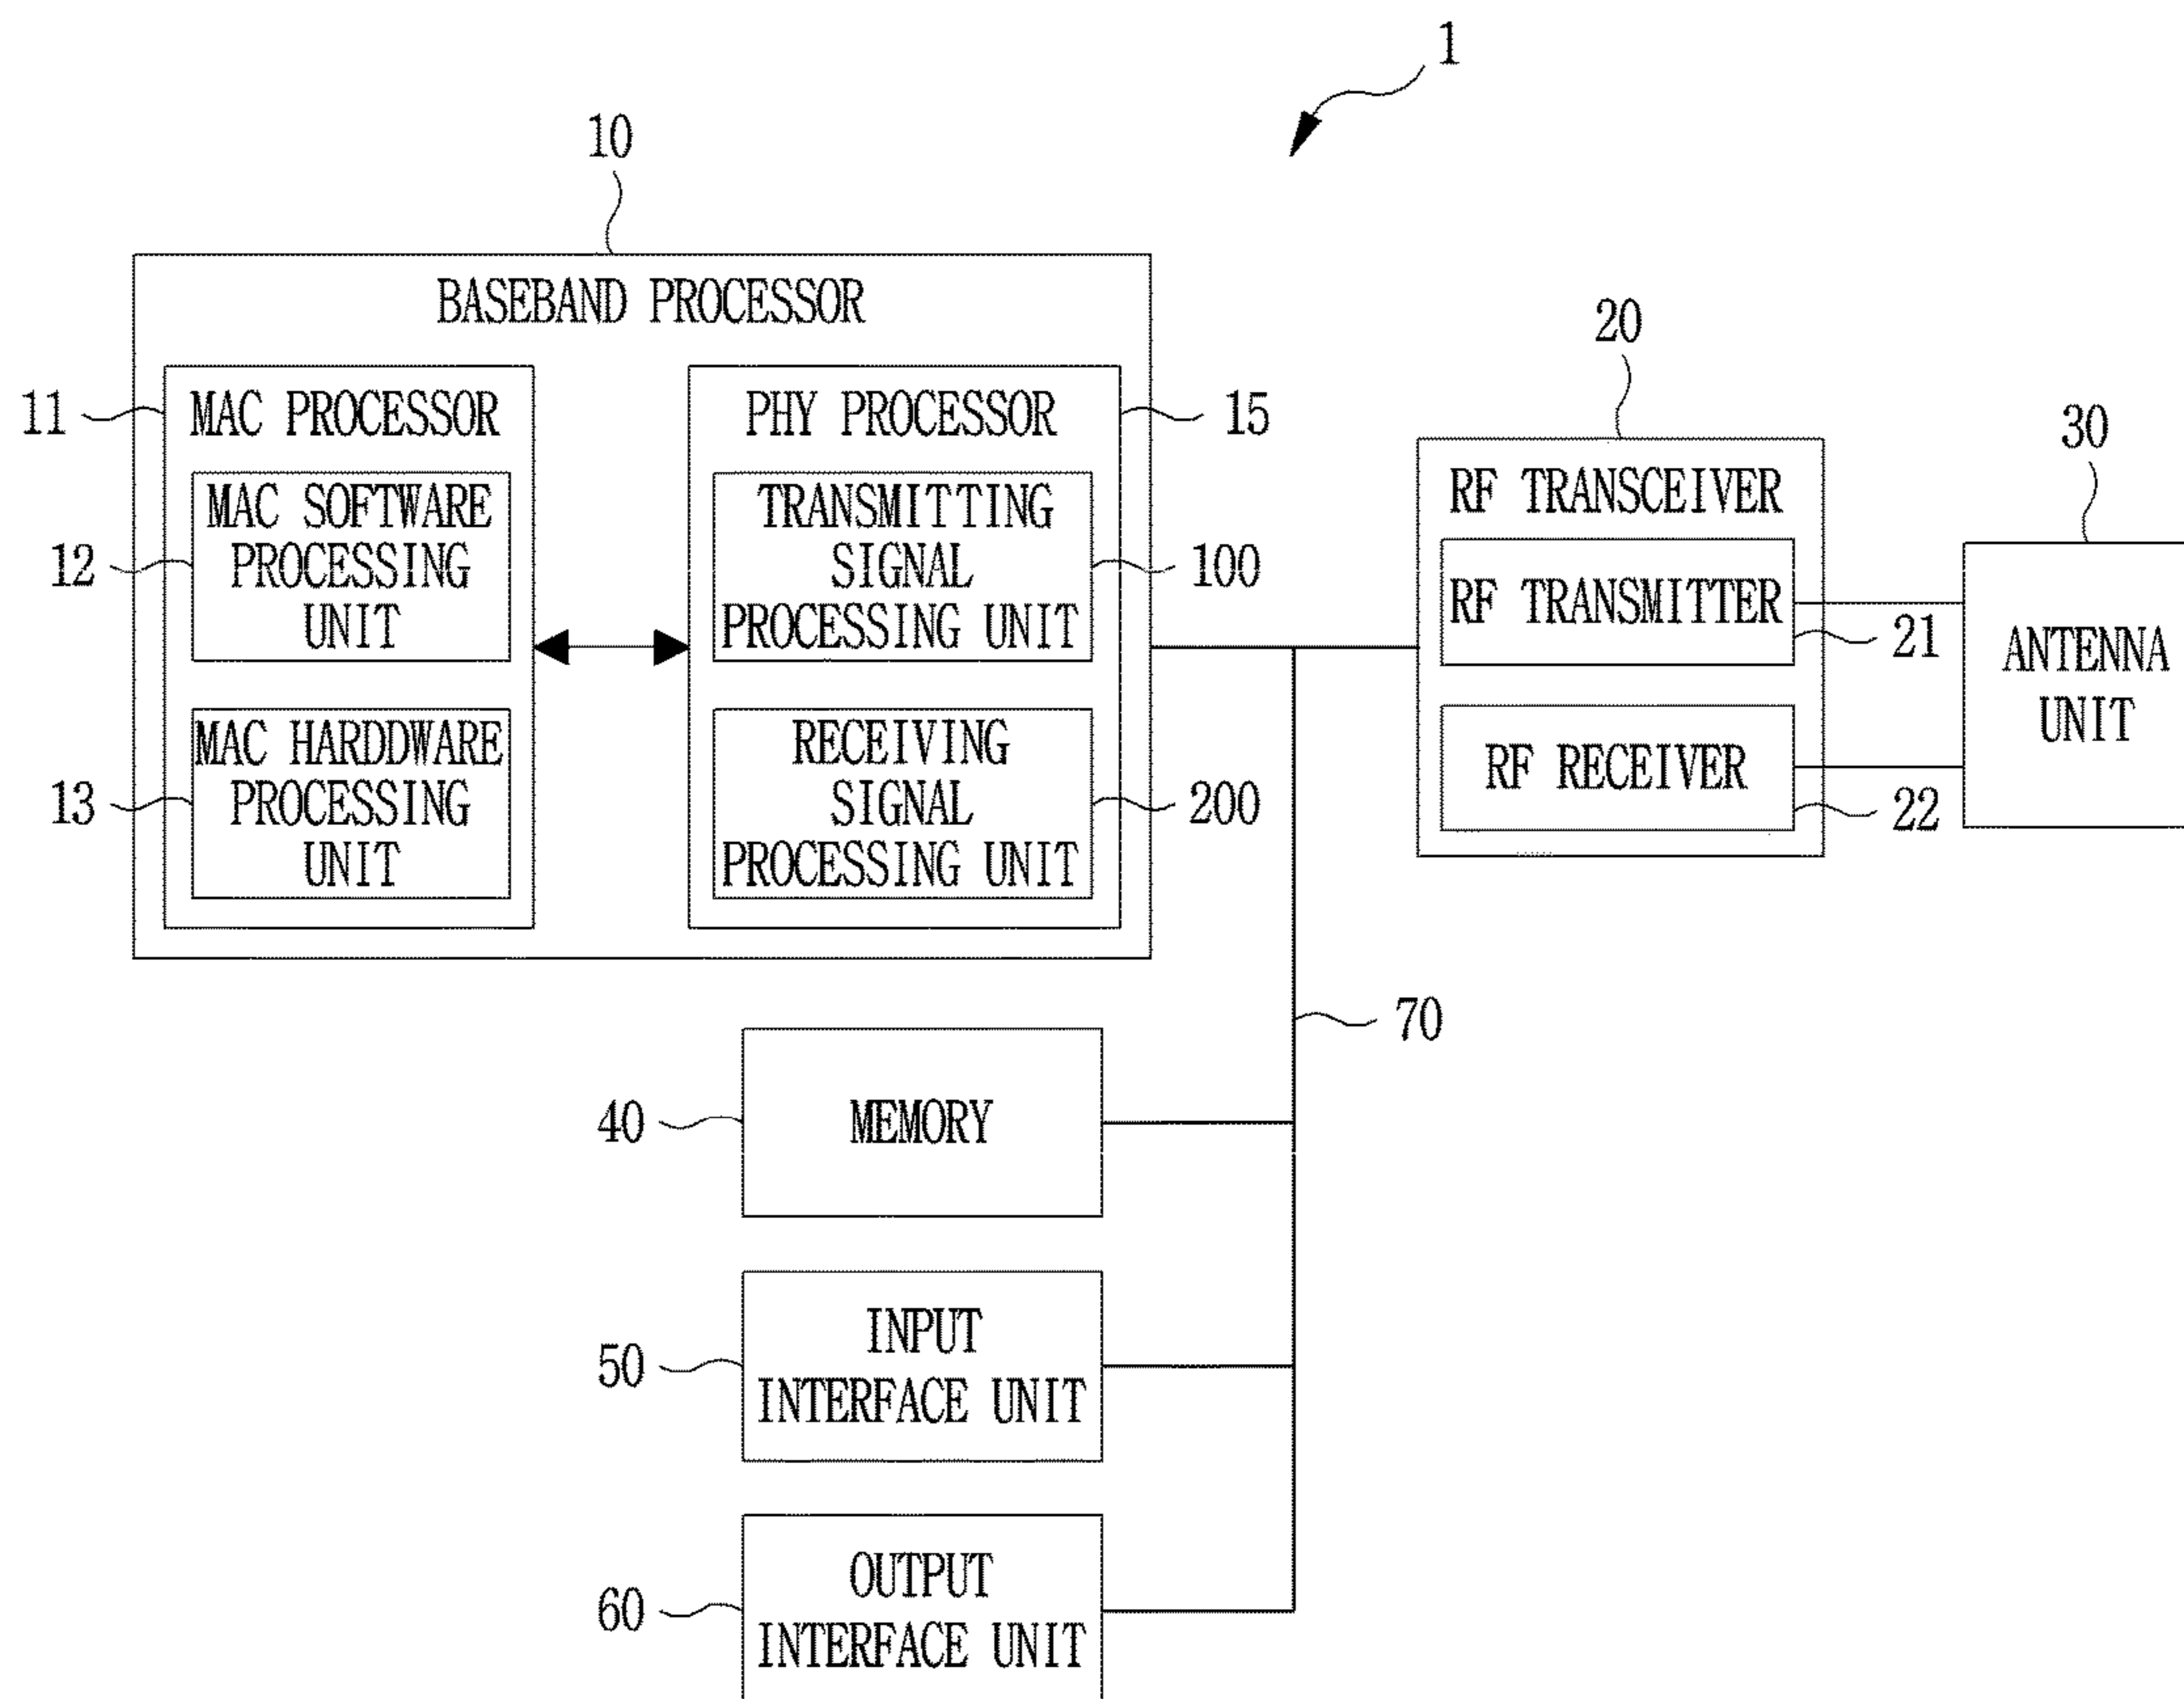 1
10
BASEBAND PROCESSOR
11
MAC PROCESSOR
12
MAC SOFTWARE
PROCESSING
UNIT
13
MAC HARDDWARE
PROCESSING
UNIT
PHY PROCESSOR
15
TRANSMITTING
SIGNAL
PROCESSING UNIT
100
RECEIVING
SIGNAL
PROCESSING UNIT
200
20
RF TRANSCEIVER
RF TRANSMITTER
21
RF RECEIVER
22
30
ANTENNA
UNIT
70
40
MEMORY
50
INPUT
INTERFACE UNIT
60
OUTPUT
INTERFACE UNIT